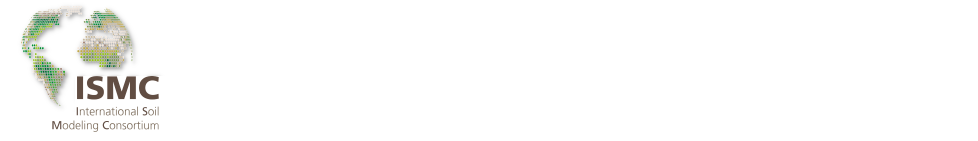 ISMC
International Soil
Modeling Consortium